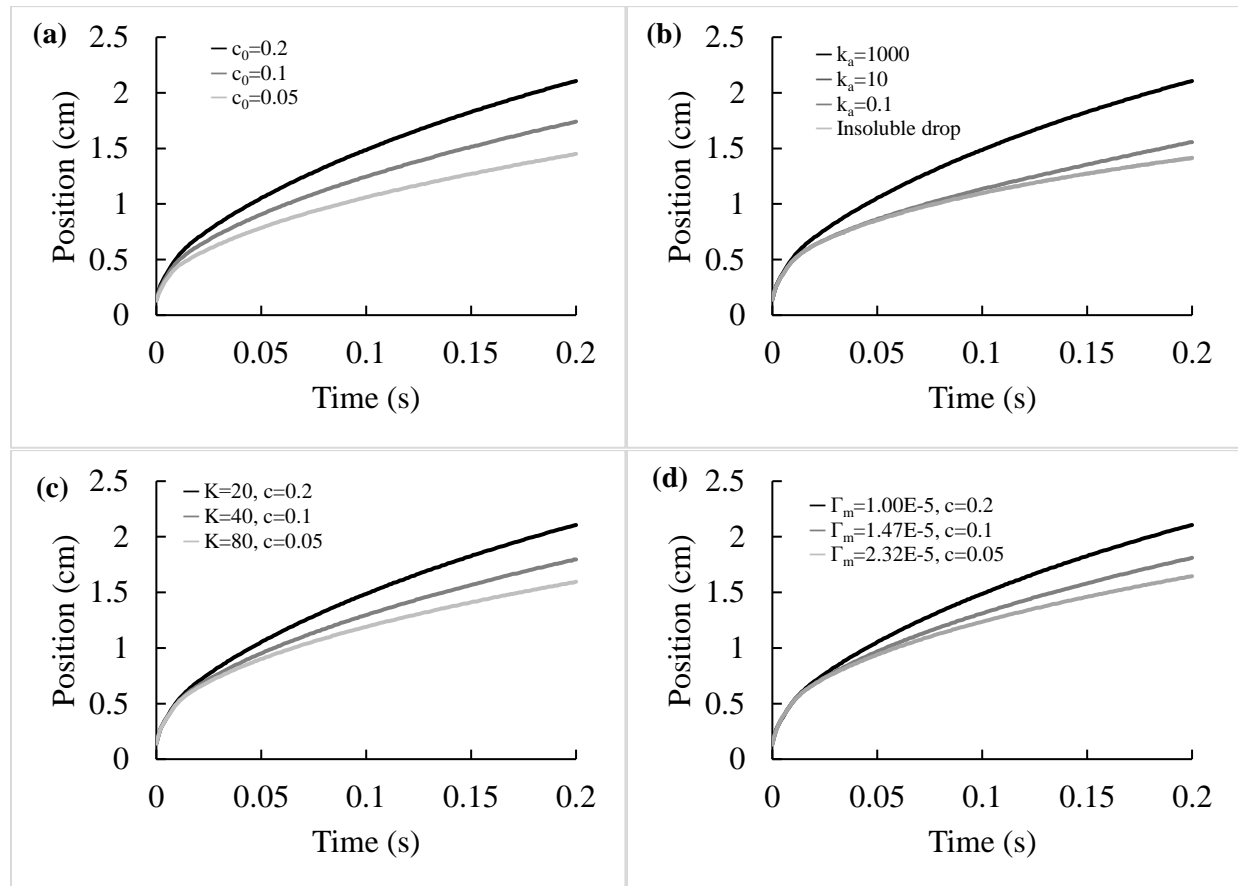 (a)
c₀=0.2
c₀=0.1
c₀=0.05
2.5
2
1.5
1
0.5
0
Position (cm)
0 0.05 0.1 0.15 0.2
Time (s)
(b)
kₐ=1000
kₐ=10
kₐ=0.1
Insoluble drop
2.5
2
1.5
1
0.5
0
Position (cm)
0 0.05 0.1 0.15 0.2
Time (s)
(c)
K=20, c=0.2
K=40, c=0.1
K=80, c=0.05
2.5
2
1.5
1
0.5
0
Position (cm)
0 0.05 0.1 0.15 0.2
Time (s)
(d)
Γₘ=1.00E-5, c=0.2
Γₘ=1.47E-5, c=0.1
Γₘ=2.32E-5, c=0.05
2.5
2
1.5
1
0.5
0
Position (cm)
0 0.05 0.1 0.15 0.2
Time (s)